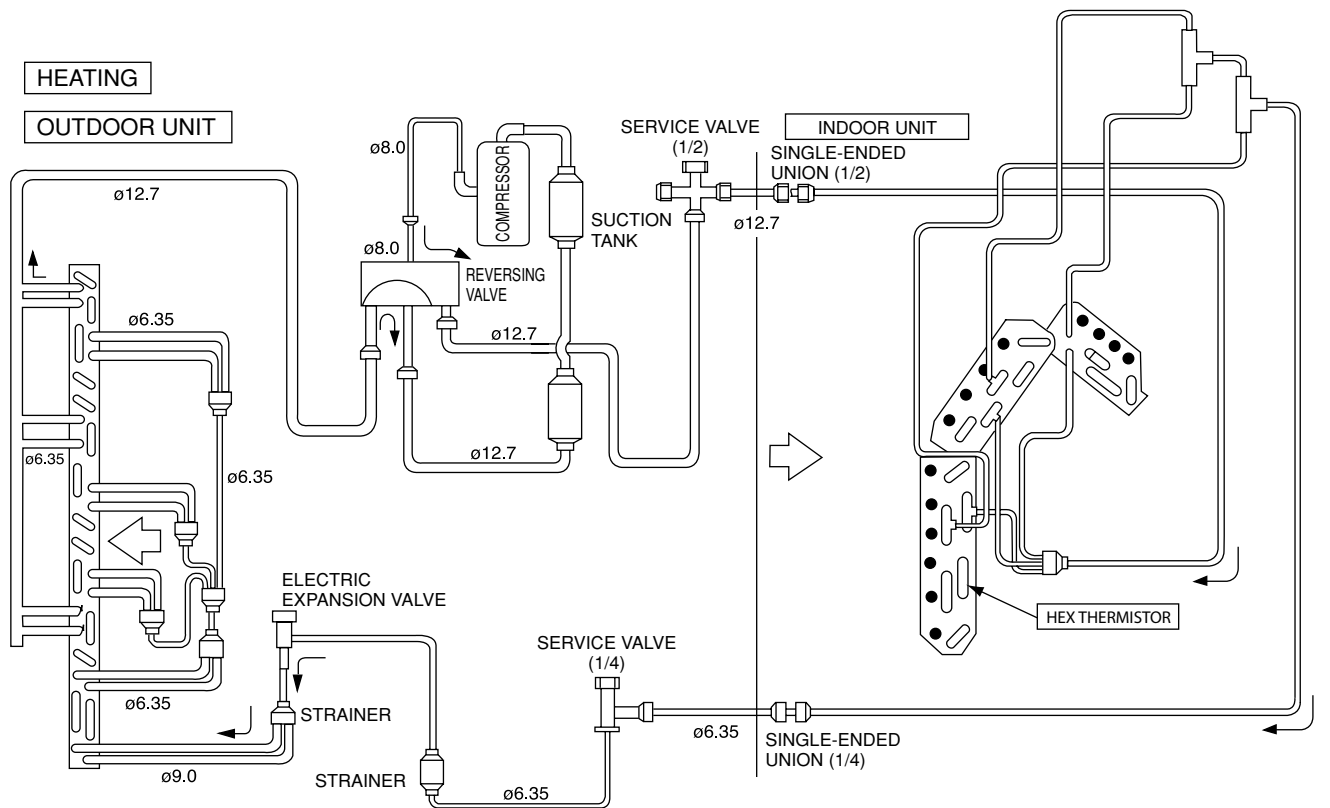 HEATING
OUTDOOR UNIT
ø12.7
ø8.0
COMPRESSOR
SUCTION
TANK
ø8.0
REVERSING
VALVE
ø12.7
ø12.7
SERVICE VALVE
(1/2)
INDOOR UNIT
SINGLE-ENDED
UNION (1/2)
ø12.7
ø6.35
ø6.35
ø6.35
ø6.35
ø9.0
ELECTRIC
EXPANSION VALVE
STRAINER
STRAINER
ø6.35
SERVICE VALVE
(1/4)
ø6.35
SINGLE-ENDED
UNION (1/4)
HEX THERMISTOR